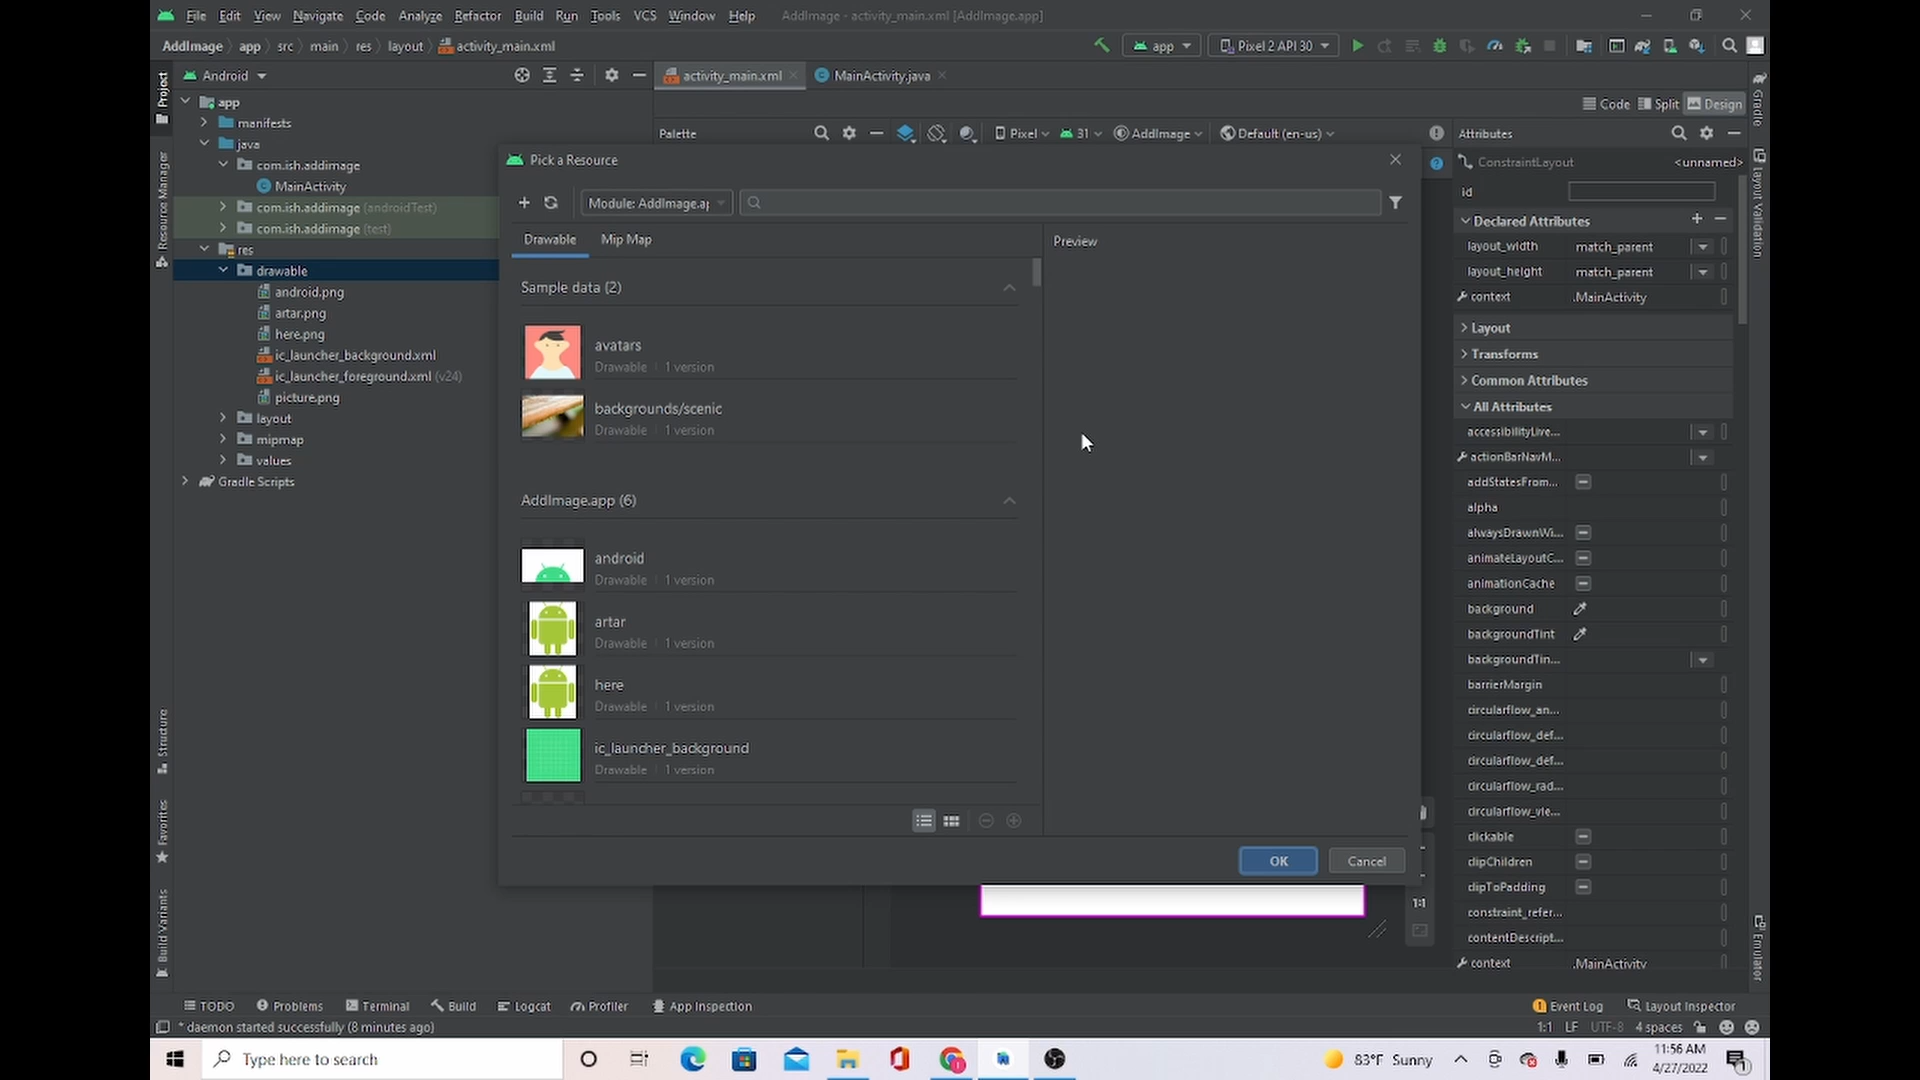 File Edit View Navigate Code Analyze Refactor Build Run Tools VCS Window Help AddImage - activity_main.xml [AddImage.app]
AddImage app src main res layout activity_main.xml
app Pixel 2 API 30
Android
activity_main.xml MainActivity.java
Code Split Design
Palette
Pixel 31 AddImage Default (en-us)
Attributes
Project
Resource Manager
Structure
Favorites
Build Variants
app
manifests
java
com.ish.addimage
MainActivity
com.ish.addimage (androidTest)
com.ish.addimage (test)
res
drawable
android.png
artar.png
here.png
ic_launcher_background.xml
ic_launcher_foreground.xml (v24)
picture.png
layout
mipmap
values
Gradle Scripts
Pick a Resource
Module: AddImage.ap
Drawable Mip Map
Preview
Sample data (2)
avatars
Drawable 1 version
backgrounds/scenic
Drawable 1 version
AddImage.app (6)
android
Drawable 1 version
artar
Drawable 1 version
here
Drawable 1 version
ic_launcher_background
Drawable 1 version
OK Cancel
1:1
ConstraintLayout <unnamed>
id
Declared Attributes
layout_width match_parent
layout_height match_parent
context .MainActivity
Layout
Transforms
Common Attributes
All Attributes
accessibilityLive...
actionBarNavM...
addStatesFrom...
alpha
alwaysDrawnWi...
animateLayoutC...
animationCache
background
backgroundTint
backgroundTin...
barrierMargin
circularflow_an...
circularflow_def...
circularflow_def...
circularflow_rad...
circularflow_vie...
clickable
clipChildren
clipToPadding
constraint_refer...
contentDescript...
context .MainActivity
Gradle
Layout Validation
Emulator
TODO Problems Terminal Build Logcat Profiler App Inspection
Event Log Layout Inspector
* daemon started successfully (8 minutes ago)
1:1 LF UTF-8 4 spaces
Type here to search
83°F Sunny
11:56 AM
4/27/2022
1